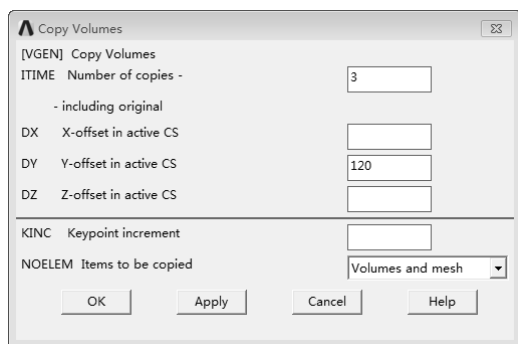 Copy Volumes
[VGEN] Copy Volumes
ITIME Number of copies - 3
- including original
DX X-offset in active CS
DY Y-offset in active CS 120
DZ Z-offset in active CS
KINC Keypoint increment
NOELEM Items to be copied Volumes and mesh
OK Apply Cancel Help